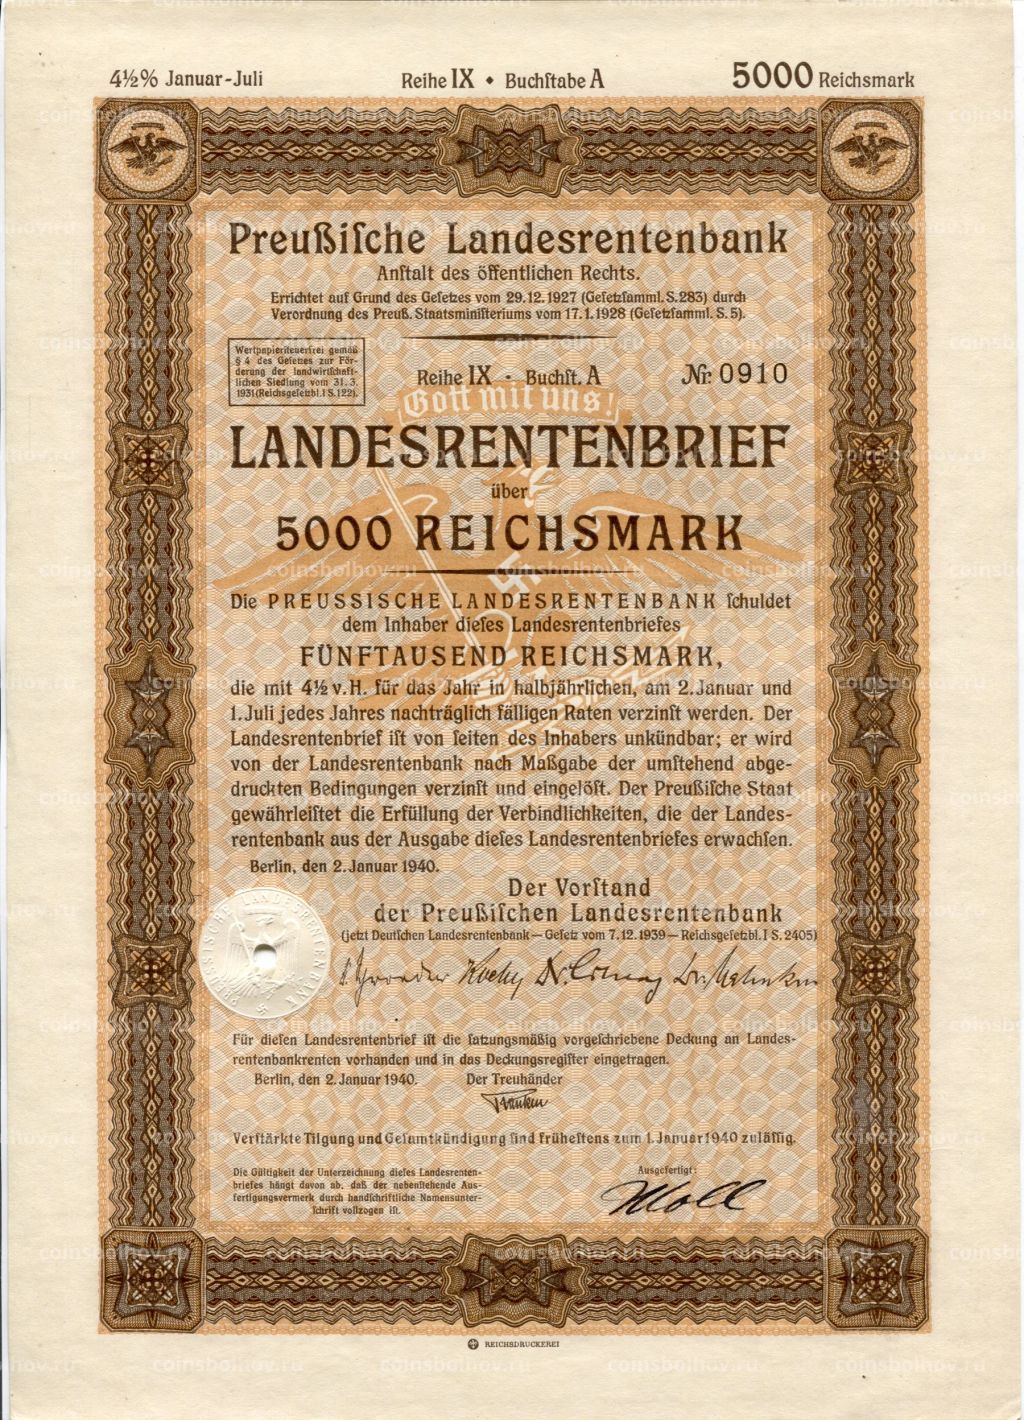 4½% Januar-Juli
Reihe IX • Buchſtabe A
5000 Reichsmark
Preußiſche Landesrentenbank
Anſtalt des öffentlichen Rechts.
Errichtet auf Grund des Geſetzes vom 29.12.1927 (Geſetzſamml. S. 283) durch
Verordnung des Preuß. Staatsminiſteriums vom 17.1.1928 (Geſetzſamml. S. 5).
Wertpapierſteuerfrei gemäß
§ 4 des Geſetzes zur För-
derung der landwirtſchaft-
lichen Siedlung vom 31. 3.
1931 (Reichsgeſetzbl. I S. 122).
Reihe IX • Buchſt. A
Nr. 0910
Gott mit uns!
LANDESRENTENBRIEF
über
5000 REICHSMARK
Die PREUSSISCHE LANDESRENTENBANK ſchuldet
dem Inhaber dieſes Landesrentenbriefes
FÜNFTAUSEND REICHSMARK,
die mit 4½ v. H. für das Jahr in halbjährlichen, am 2. Januar und
1. Juli jedes Jahres nachträglich fälligen Raten verzinſt werden. Der
Landesrentenbrief iſt von ſeiten des Inhabers unkündbar; er wird
von der Landesrentenbank nach Maßgabe der umſtehend abge-
druckten Bedingungen verzinſt und eingelöſt. Der Preußiſche Staat
gewährleiſtet die Erfüllung der Verbindlichkeiten, die der Landes-
rentenbank aus der Ausgabe dieſes Landesrentenbriefes erwachſen.
Berlin, den 2. Januar 1940.
Der Vorſtand
der Preußiſchen Landesrentenbank
(jetzt Deutſchen Landesrentenbank — Geſetz vom 7.12.1939 — Reichsgeſetzbl. I S. 2405)
PREUSSISCHE LANDESRENTENBANK
Für dieſen Landesrentenbrief iſt die ſatzungsmäßig vorgeſchriebene Deckung an Landes-
rentenbankrenten vorhanden und in das Deckungsregiſter eingetragen.
Berlin, den 2. Januar 1940.
Der Treuhänder
Verſtärkte Tilgung und Geſamtkündigung ſind früheſtens zum 1. Januar 1940 zuläſſig.
Die Gültigkeit der Unterzeichnung dieſes Landesrenten-
briefes hängt davon ab, daß der nebenſtehende Aus-
fertigungsvermerk durch handſchriftliche Namensunter-
ſchrift vollzogen iſt.
Ausgefertigt:
Moll
REICHSDRUCKEREI
coinsbolhov.ru